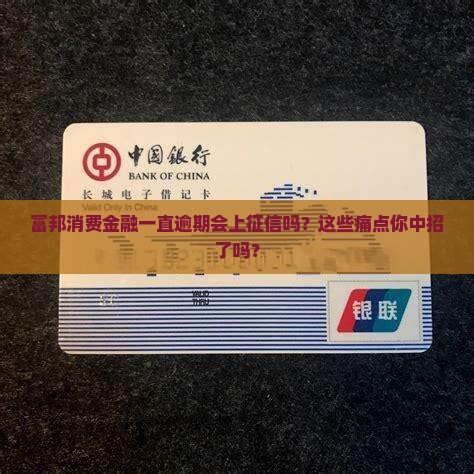 中国银行
BANK OF CHINA
长城电子借记卡
Valid Only In China
富邦消费金融一直逾期会上征信吗？这些痛点你中招
了吗？
VALID
THRU
银联